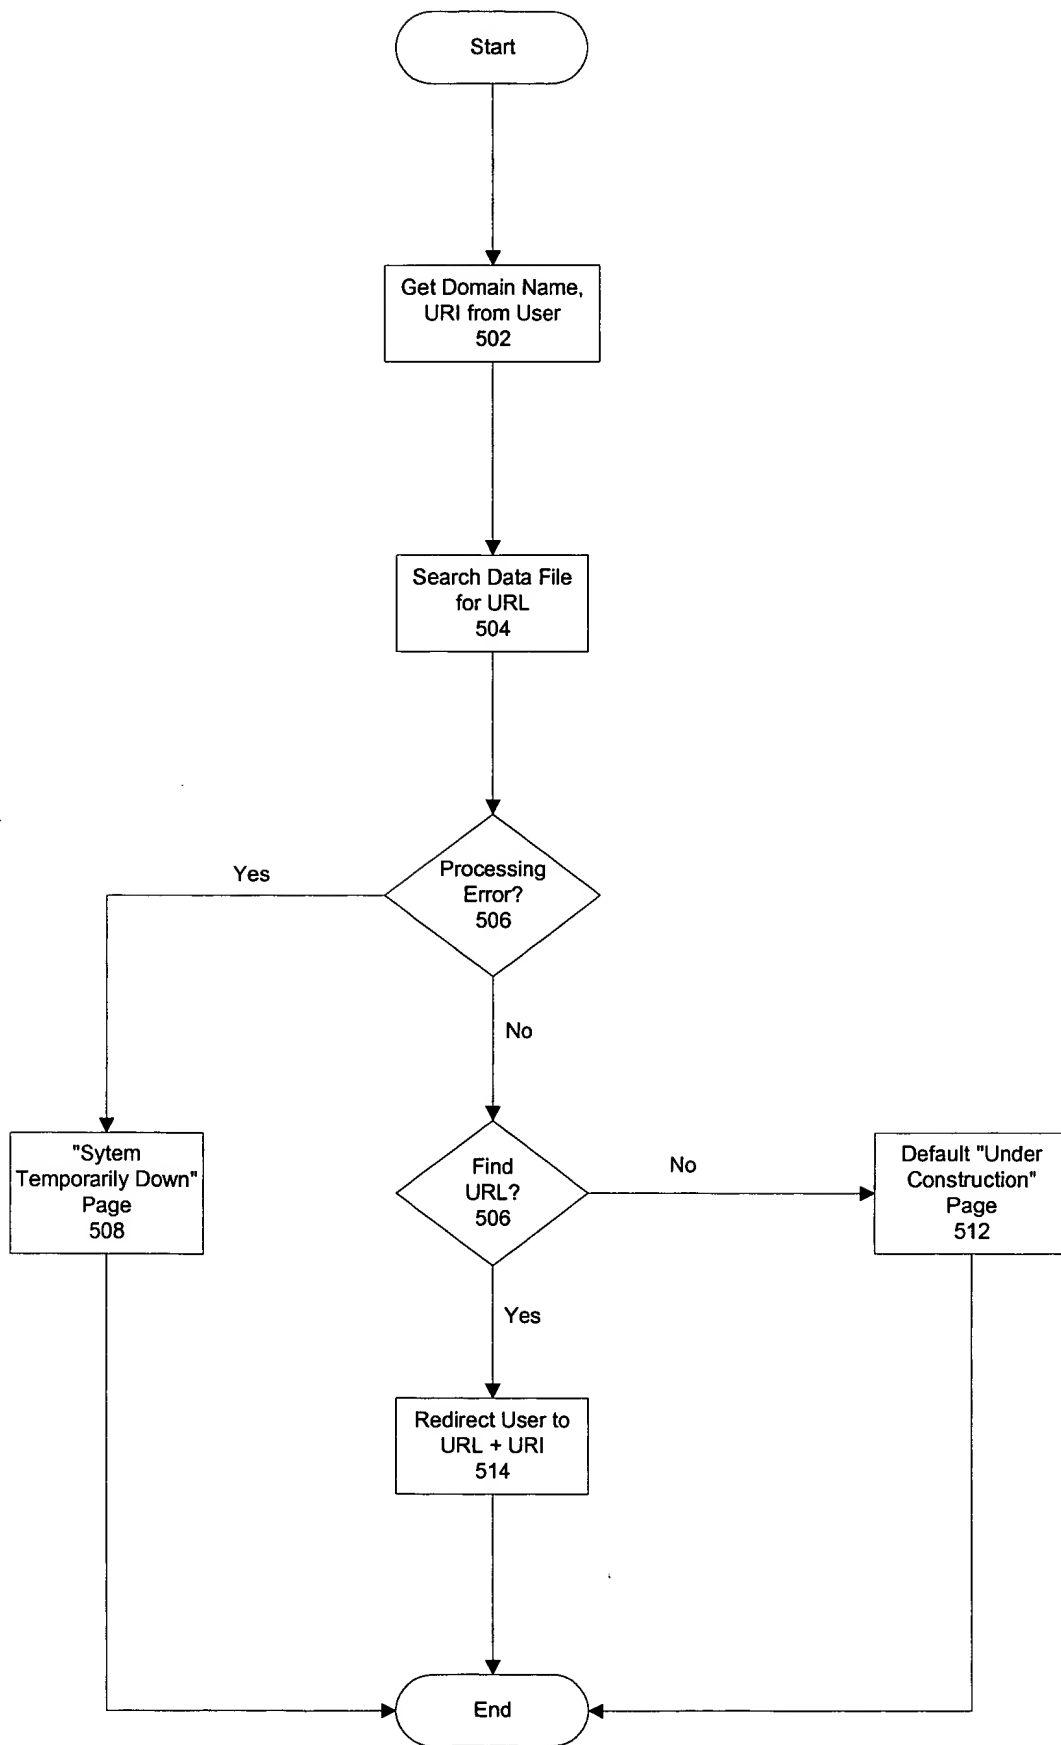 Start
Get Domain Name,
URI from User
502
Search Data File
for URL
504
Processing
Error?
506
Yes
No
"Sytem
Temporarily Down"
Page
508
Find
URL?
506
No
Default "Under
Construction"
Page
512
Yes
Redirect User to
URL + URI
514
End